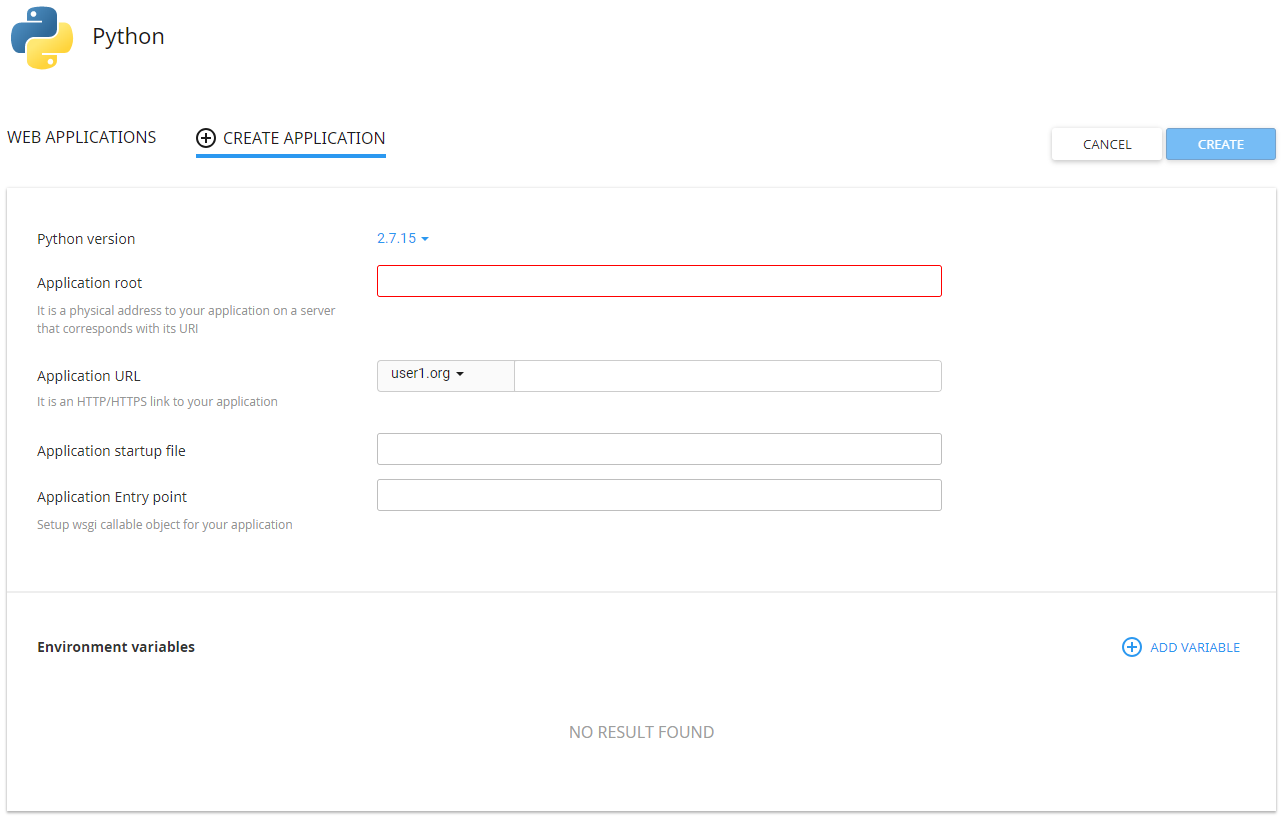 Python
WEB APPLICATIONS
CREATE APPLICATION
CANCEL
CREATE
Python version
2.7.15
Application root
It is a physical address to your application on a server
that corresponds with its URI
Application URL
user1.org
It is an HTTP/HTTPS link to your application
Application startup file
Application Entry point
Setup wsgi callable object for your application
Environment variables
ADD VARIABLE
NO RESULT FOUND